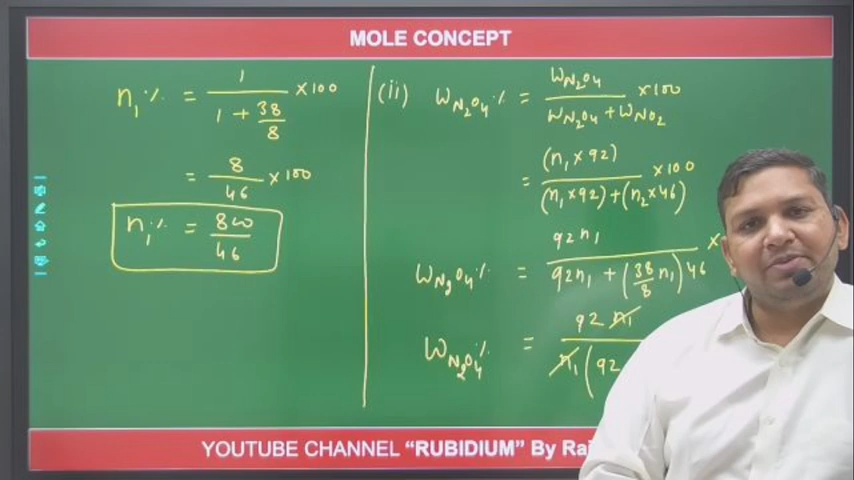 MOLE CONCEPT
n₁% = 1/(1 + 38/8) ×100
= 8/46 ×100
n₁% = 800/46
(ii) W_N₂O₄% = W_N₂O₄/(W_N₂O₄ + W_NO₂) ×100
= (n₁×92)/((n₁×92)+(n₂×46)) ×100
W_N₂O₄% = 92n₁/(92n₁ + (38/8 n₁)46) ×
W_N₂O₄% = 92 n₁/(n₁(92
YOUTUBE CHANNEL “RUBIDIUM” By